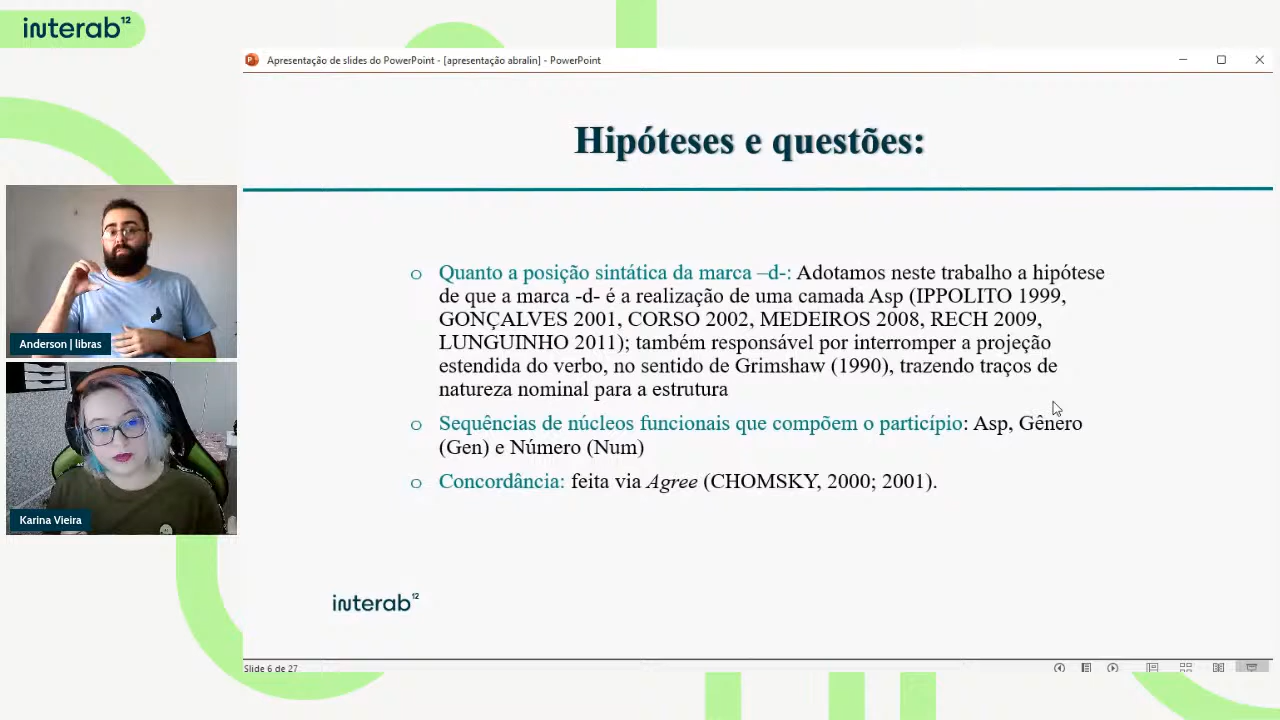 interab12
Apresentação de slides do PowerPoint - [apresentação abralin] - PowerPoint
Hipóteses e questões:
o Quanto a posição sintática da marca –d-: Adotamos neste trabalho a hipótese
de que a marca -d- é a realização de uma camada Asp (IPPOLITO 1999,
GONÇALVES 2001, CORSO 2002, MEDEIROS 2008, RECH 2009,
LUNGUINHO 2011); também responsável por interromper a projeção
estendida do verbo, no sentido de Grimshaw (1990), trazendo traços de
natureza nominal para a estrutura
o Sequências de núcleos funcionais que compõem o particípio: Asp, Gênero
(Gen) e Número (Num)
o Concordância: feita via Agree (CHOMSKY, 2000; 2001).
Anderson | libras
Karina Vieira
interab12
Slide 6 de 27